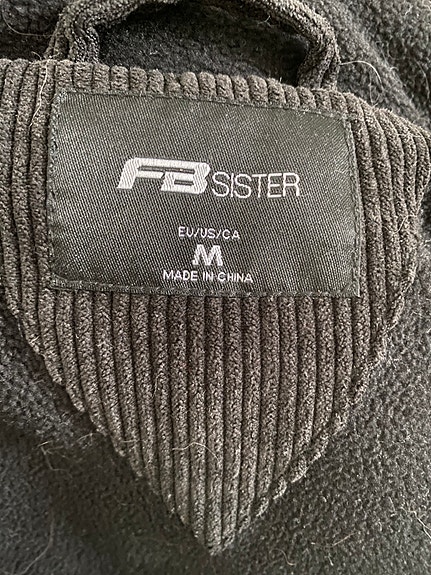 FB SISTER
EU/US/CA
M
MADE IN CHINA